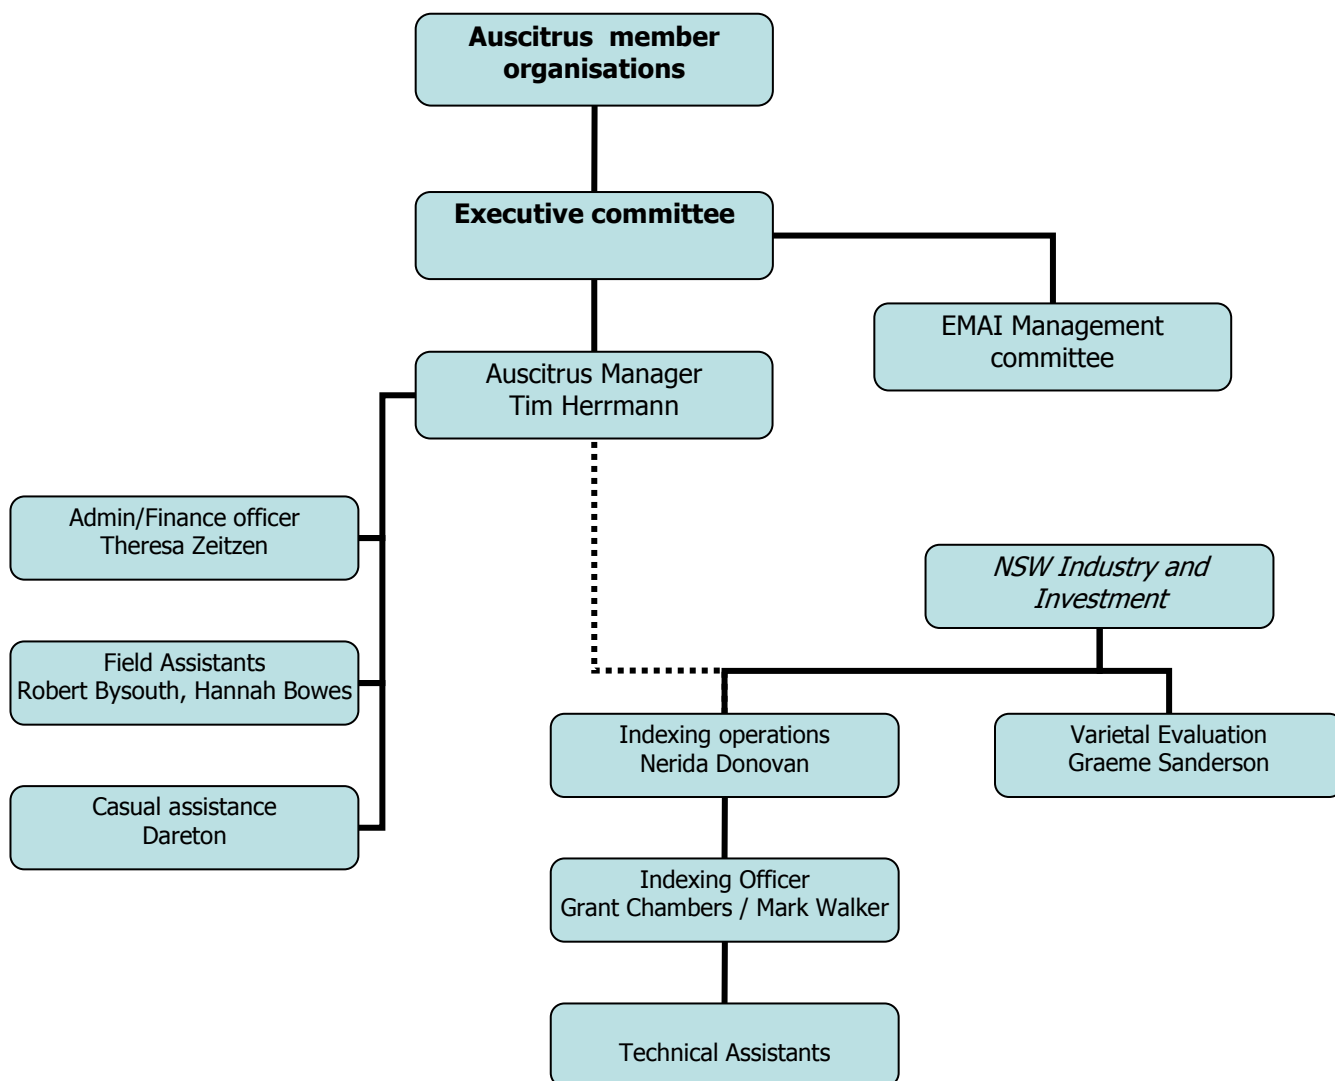 Auscitrus member
organisations
Executive committee
EMAI Management
committee
Auscitrus Manager
Tim Herrmann
Admin/Finance officer
Theresa Zeitzen
NSW Industry and
Investment
Field Assistants
Robert Bysouth, Hannah Bowes
Indexing operations
Nerida Donovan
Varietal Evaluation
Graeme Sanderson
Casual assistance
Dareton
Indexing Officer
Grant Chambers / Mark Walker
Technical Assistants